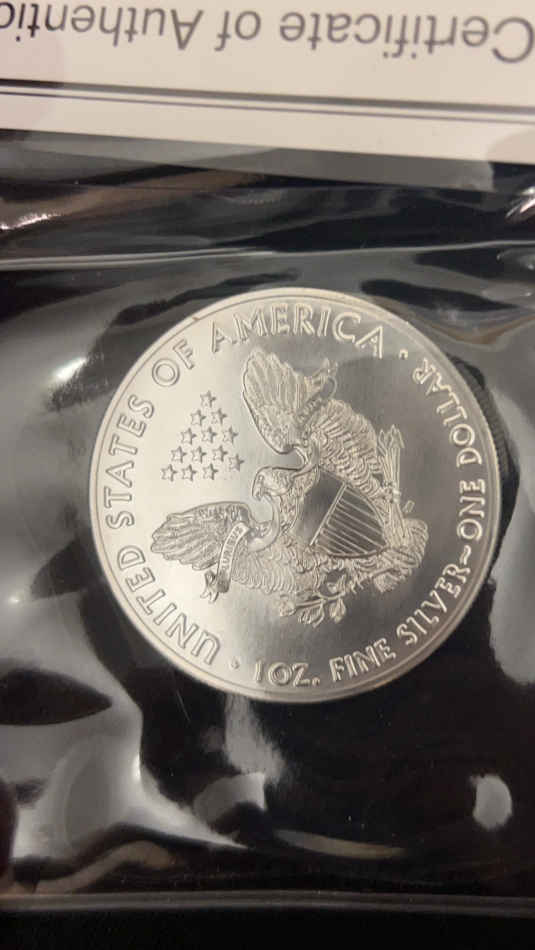 Certificate of Authentic
UNITED STATES OF AMERICA
1 OZ. FINE SILVER~ONE DOLLAR